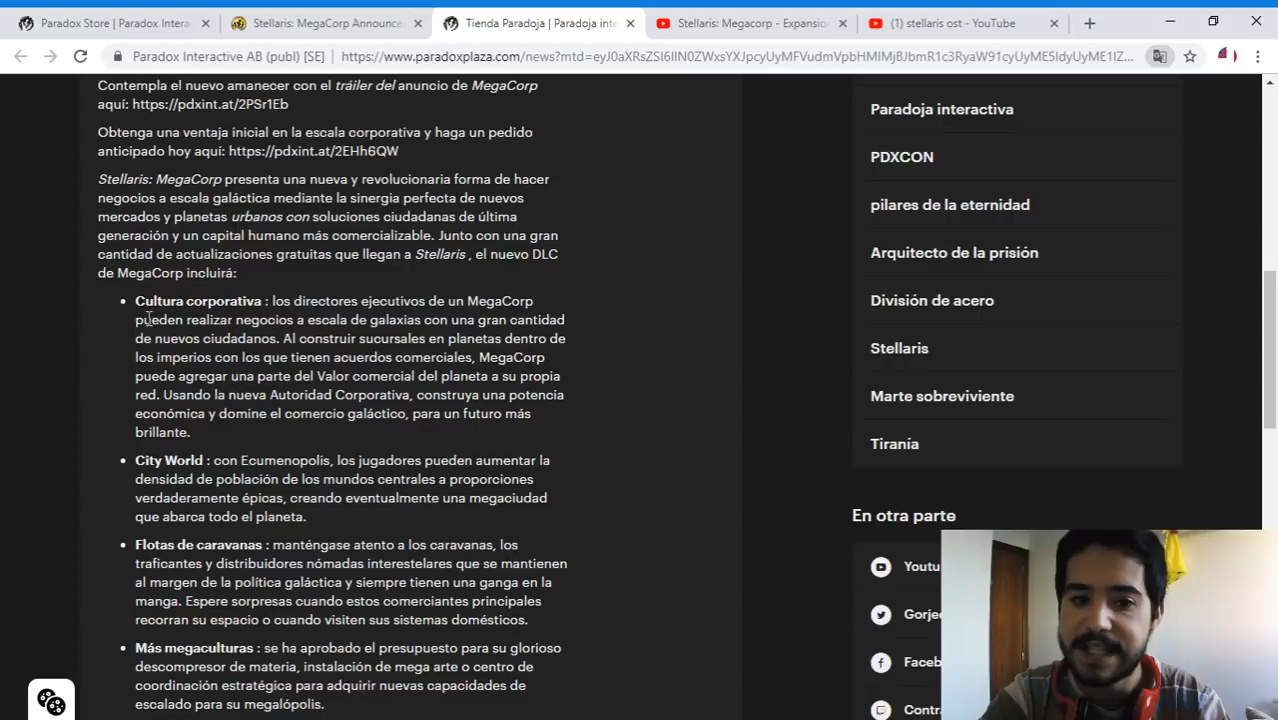 Paradox Store | Paradox Intera
Stellaris: MegaCorp Announcer
Tienda Paradoja | Paradoja inte
Stellaris: Megacorp - Expansion
(1) stellaris ost - YouTube
Paradox Interactive AB (publ) [SE]
https://www.paradoxplaza.com/news?mtd=
Contempla el nuevo amanecer con el tráiler del anuncio de MegaCorp
aquí: https://pdxint.at/2PSr1Eb
Obtenga una ventaja inicial en la escala corporativa y haga un pedido
anticipado hoy aquí: https://pdxint.at/2EHh6QW
Stellaris: MegaCorp presenta una nueva y revolucionaria forma de hacer
negocios a escala galáctica mediante la sinergia perfecta de nuevos
mercados y planetas urbanos con soluciones ciudadanas de última
generación y un capital humano más comercializable. Junto con una gran
cantidad de actualizaciones gratuitas que llegan a Stellaris , el nuevo DLC
de MegaCorp incluirá:
• Cultura corporativa : los directores ejecutivos de un MegaCorp
pueden realizar negocios a escala de galaxias con una gran cantidad
de nuevos ciudadanos. Al construir sucursales en planetas dentro de
los imperios con los que tienen acuerdos comerciales, MegaCorp
puede agregar una parte del Valor comercial del planeta a su propia
red. Usando la nueva Autoridad Corporativa, construya una potencia
económica y domine el comercio galáctico, para un futuro más
brillante.
• City World : con Ecumenopolis, los jugadores pueden aumentar la
densidad de población de los mundos centrales a proporciones
verdaderamente épicas, creando eventualmente una megaciudad
que abarca todo el planeta.
• Flotas de caravanas : manténgase atento a los caravanas, los
traficantes y distribuidores nómadas interestelares que se mantienen
al margen de la política galáctica y siempre tienen una ganga en la
manga. Espere sorpresas cuando estos comerciantes principales
recorran su espacio o cuando visiten sus sistemas domésticos.
• Más megaculturas : se ha aprobado el presupuesto para su glorioso
descompresor de materia, instalación de mega arte o centro de
coordinación estratégica para adquirir nuevas capacidades de
escalado para su megalópolis.
Paradoja interactiva
PDXCON
pilares de la eternidad
Arquitecto de la prisión
División de acero
Stellaris
Marte sobreviviente
Tiranía
En otra parte
Youtu
Gorje
Faceb
Contra